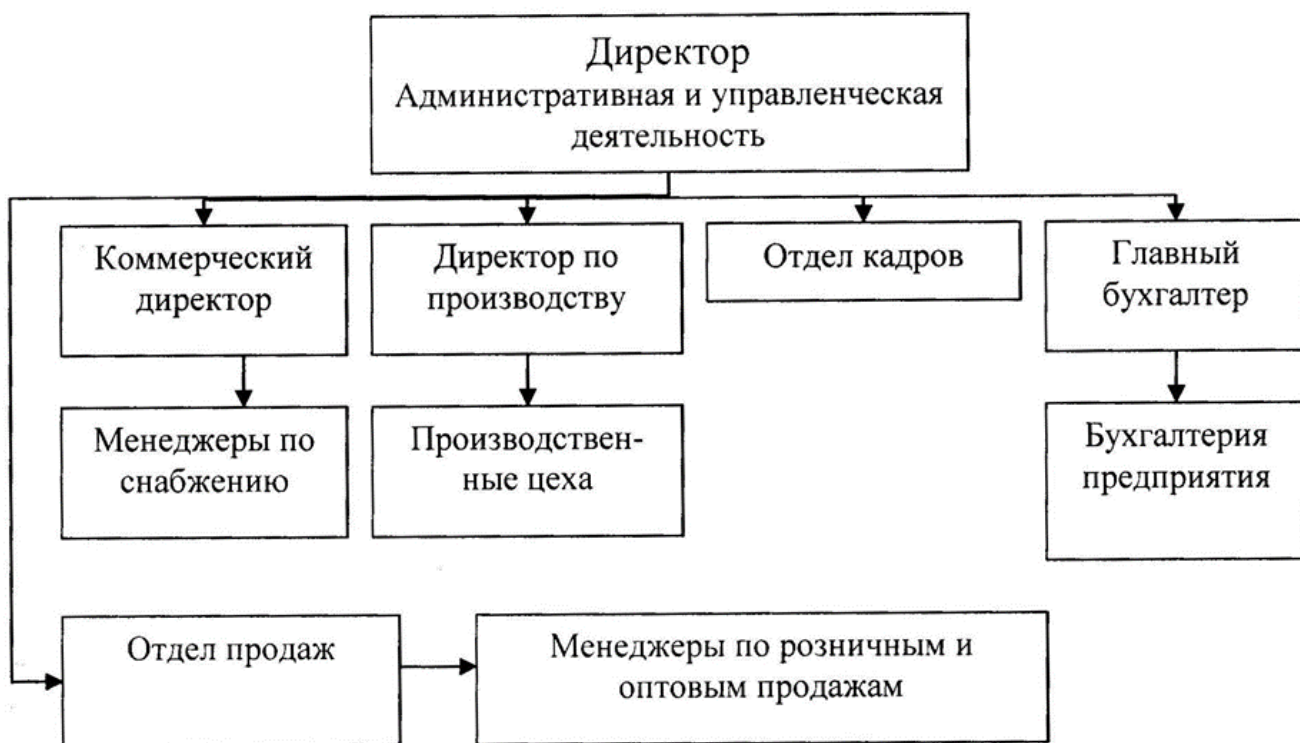 Директор
Административная и управленческая
деятельность
Коммерческий
директор
Директор по
производству
Отдел кадров
Главный
бухгалтер
Менеджеры по
снабжению
Производствен-
ные цеха
Бухгалтерия
предприятия
Отдел продаж
Менеджеры по розничным и
оптовым продажам